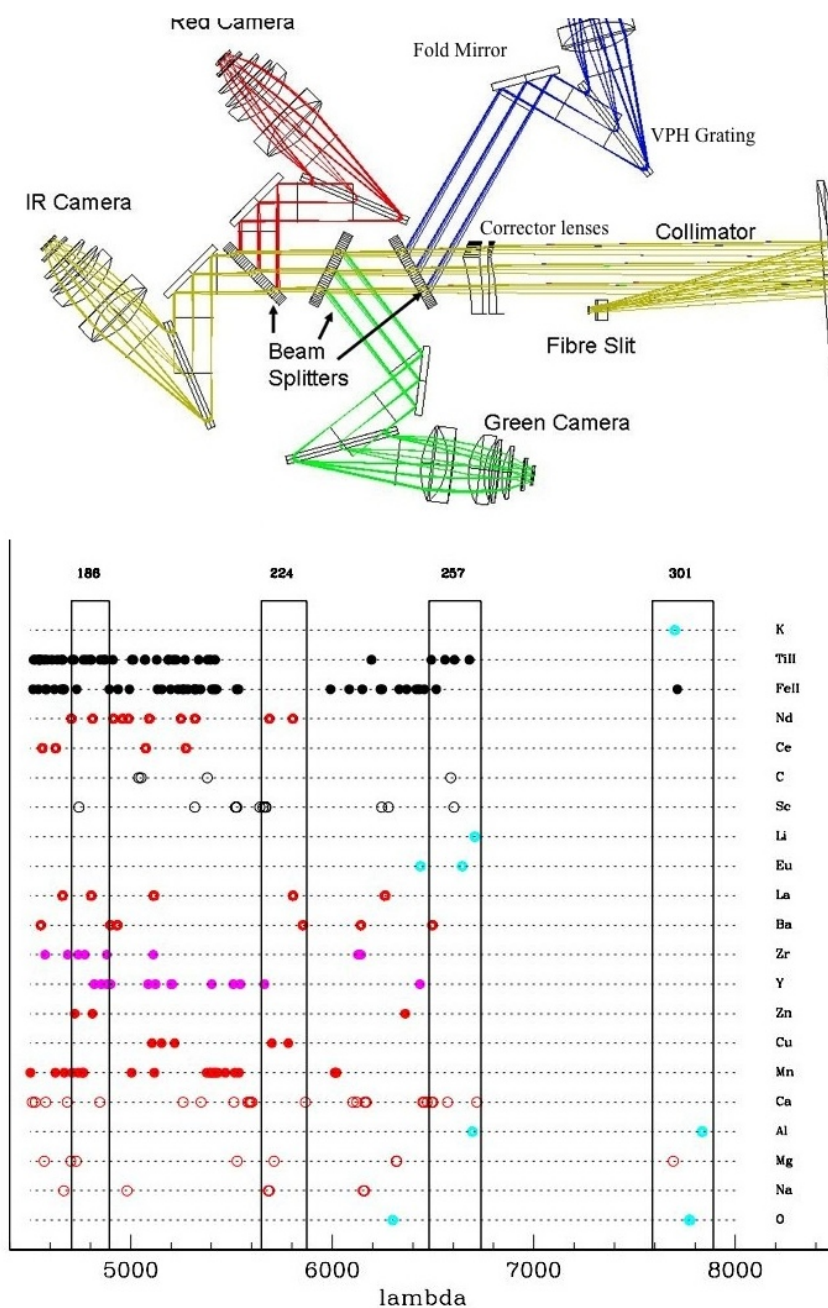 Red Camera
Fold Mirror
VPH Grating
IR Camera
Corrector lenses
Collimator
Fibre Slit
Beam
Splitters
Green Camera
186 224 257 301
K
TiII
FeII
Nd
Ce
C
Sc
Li
Eu
La
Ba
Zr
Y
Zn
Cu
Mn
Ca
Al
Mg
Na
O
5000 6000 7000 8000
lambda